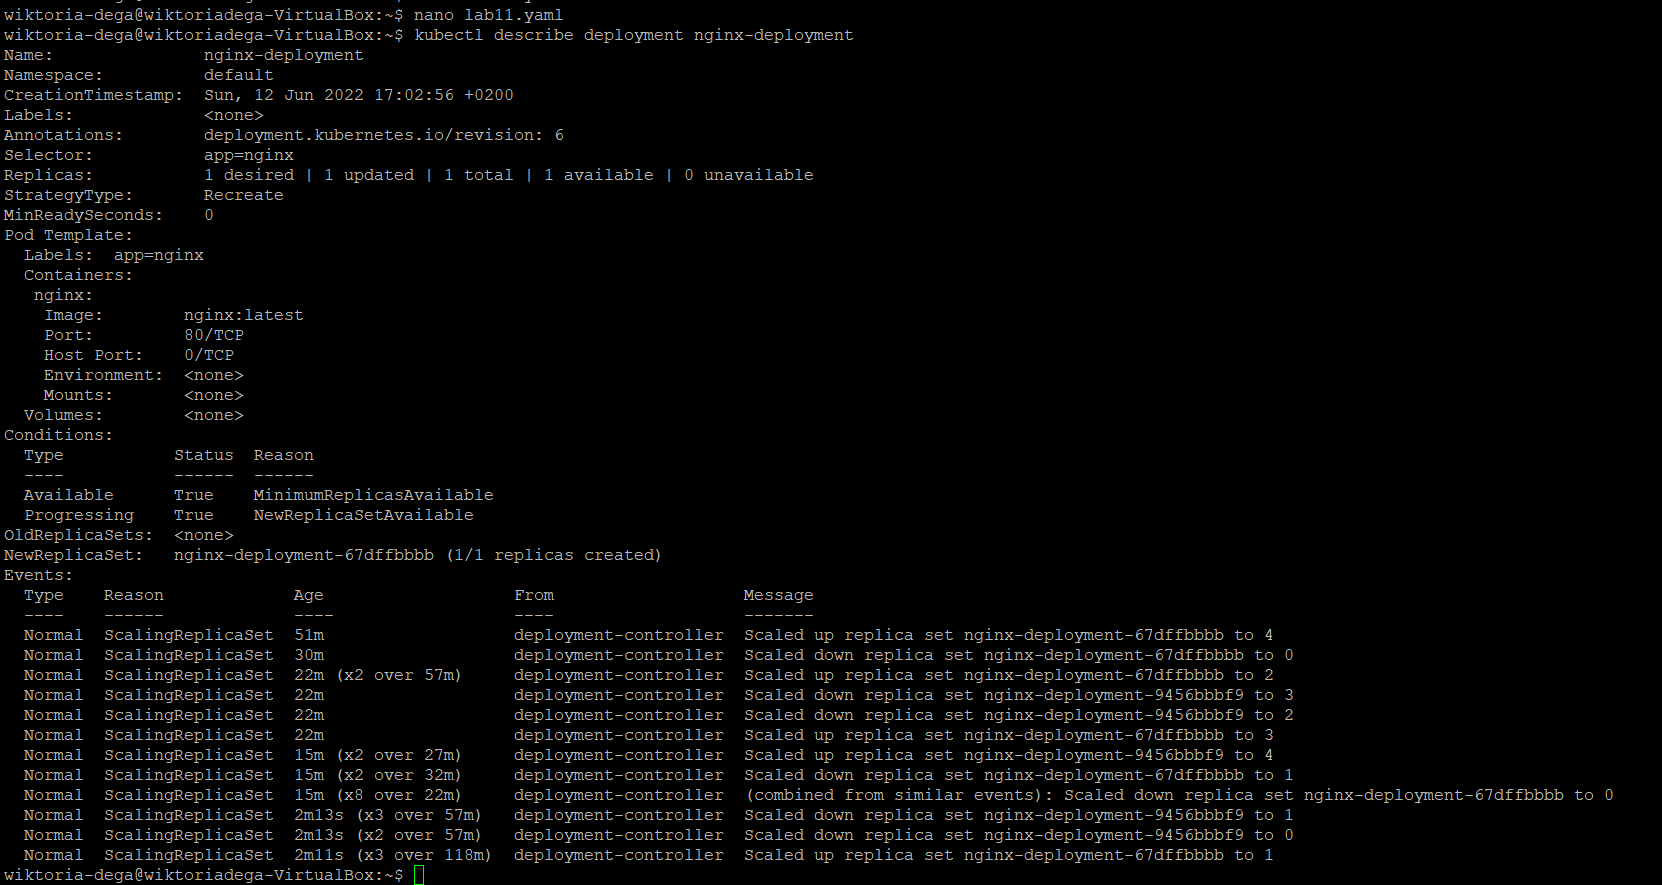 wiktoria-dega@wiktoriadega-VirtualBox:~$ nano lab11.yaml
wiktoria-dega@wiktoriadega-VirtualBox:~$ kubectl describe deployment nginx-deployment
Name:                   nginx-deployment
Namespace:              default
CreationTimestamp:  Sun, 12 Jun 2022 17:02:56 +0200
Labels:                 <none>
Annotations:            deployment.kubernetes.io/revision: 6
Selector:               app=nginx
Replicas:               1 desired | 1 updated | 1 total | 1 available | 0 unavailable
StrategyType:           Recreate
MinReadySeconds:    0
Pod Template:
  Labels:  app=nginx
  Containers:
   nginx:
    Image:        nginx:latest
    Port:         80/TCP
    Host Port:    0/TCP
    Environment:  <none>
    Mounts:       <none>
  Volumes:        <none>
Conditions:
  Type           Status  Reason
  ----           ------  ------
  Available      True    MinimumReplicasAvailable
  Progressing    True    NewReplicaSetAvailable
OldReplicaSets:  <none>
NewReplicaSet:   nginx-deployment-67dffbbbb (1/1 replicas created)
Events:
  Type    Reason             Age                   From                   Message
  ----    ------             ----                  ----                   -------
  Normal  ScalingReplicaSet  51m                   deployment-controller  Scaled up replica set nginx-deployment-67dffbbbb to 4
  Normal  ScalingReplicaSet  30m                   deployment-controller  Scaled down replica set nginx-deployment-67dffbbbb to 0
  Normal  ScalingReplicaSet  22m (x2 over 57m)     deployment-controller  Scaled up replica set nginx-deployment-67dffbbbb to 2
  Normal  ScalingReplicaSet  22m                   deployment-controller  Scaled down replica set nginx-deployment-9456bbbf9 to 3
  Normal  ScalingReplicaSet  22m                   deployment-controller  Scaled down replica set nginx-deployment-9456bbbf9 to 2
  Normal  ScalingReplicaSet  22m                   deployment-controller  Scaled up replica set nginx-deployment-67dffbbbb to 3
  Normal  ScalingReplicaSet  15m (x2 over 27m)     deployment-controller  Scaled up replica set nginx-deployment-9456bbbf9 to 4
  Normal  ScalingReplicaSet  15m (x2 over 32m)     deployment-controller  Scaled down replica set nginx-deployment-67dffbbbb to 1
  Normal  ScalingReplicaSet  15m (x8 over 22m)     deployment-controller  (combined from similar events): Scaled down replica set nginx-deployment-67dffbbbb to 0
  Normal  ScalingReplicaSet  2m13s (x3 over 57m)   deployment-controller  Scaled down replica set nginx-deployment-9456bbbf9 to 1
  Normal  ScalingReplicaSet  2m13s (x2 over 57m)   deployment-controller  Scaled down replica set nginx-deployment-9456bbbf9 to 0
  Normal  ScalingReplicaSet  2m11s (x3 over 118m)  deployment-controller  Scaled up replica set nginx-deployment-67dffbbbb to 1
wiktoria-dega@wiktoriadega-VirtualBox:~$